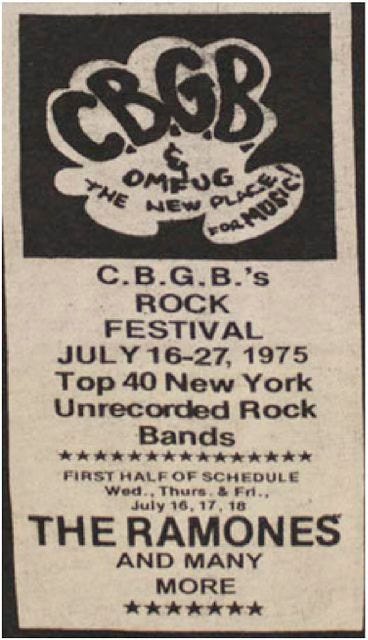 CBGB
&
OMFUG
THE NEW PLACE
FOR MUSIC!
C.B.G.B.'s
ROCK
FESTIVAL
JULY 16-27, 1975
Top 40 New York
Unrecorded Rock
Bands
★★★★★★★★★★★★★★★
FIRST HALF OF SCHEDULE
Wed., Thurs. & Fri.,
July 16, 17, 18
THE RAMONES
AND MANY
MORE
★★★★★★★